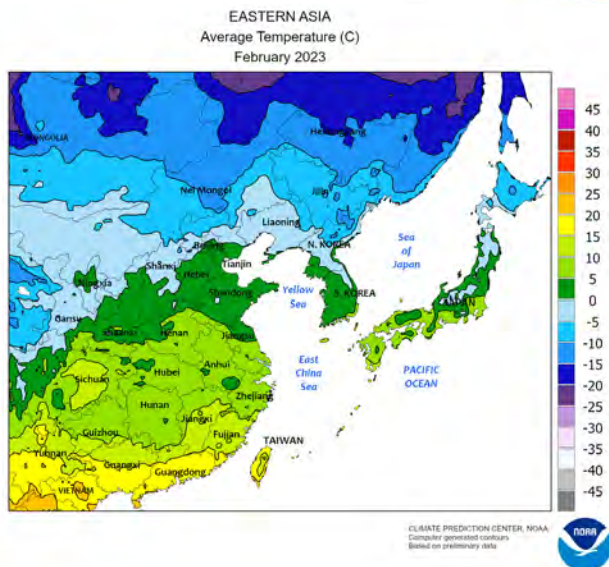 EASTERN ASIA
Average Temperature (C)
February 2023
MONGOLIA
Heilongjiang
Nei Mongol
Jilin
Liaoning
Beijing
N. KOREA
Sea
of
Japan
Tianjin
Shanxi
Hebei
Ningxia
Shandong
Yellow
Sea
S. KOREA
JAPAN
Gansu
Shaanxi
Henan
Jiangsu
East
China
Sea
PACIFIC
OCEAN
Anhui
Hubei
Sichuan
Zhejiang
Hunan
Jiangxi
Guizhou
Fujian
TAIWAN
Yunnan
Guangxi
Guangdong
VIETNAM
45
40
35
30
25
20
15
10
5
0
-5
-10
-15
-20
-25
-30
-35
-40
-45
CLIMATE PREDICTION CENTER, NOAA
Computer generated contours
Based on preliminary data
NOAA